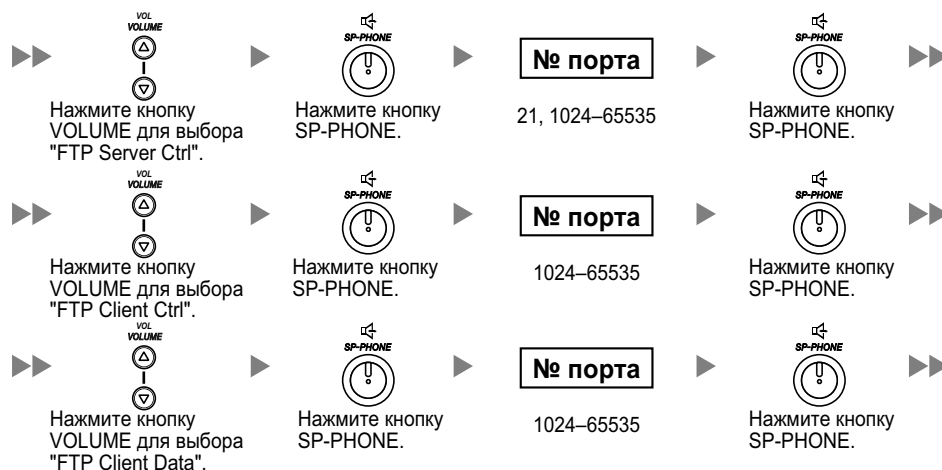 VOL
VOLUME
Нажмите кнопку
VOLUME для выбора
"FTP Server Ctrl".
SP-PHONE
Нажмите кнопку
SP-PHONE.
№ порта
21, 1024–65535
SP-PHONE
Нажмите кнопку
SP-PHONE.
VOL
VOLUME
Нажмите кнопку
VOLUME для выбора
"FTP Client Ctrl".
SP-PHONE
Нажмите кнопку
SP-PHONE.
№ порта
1024–65535
SP-PHONE
Нажмите кнопку
SP-PHONE.
VOL
VOLUME
Нажмите кнопку
VOLUME для выбора
"FTP Client Data".
SP-PHONE
Нажмите кнопку
SP-PHONE.
№ порта
1024–65535
SP-PHONE
Нажмите кнопку
SP-PHONE.